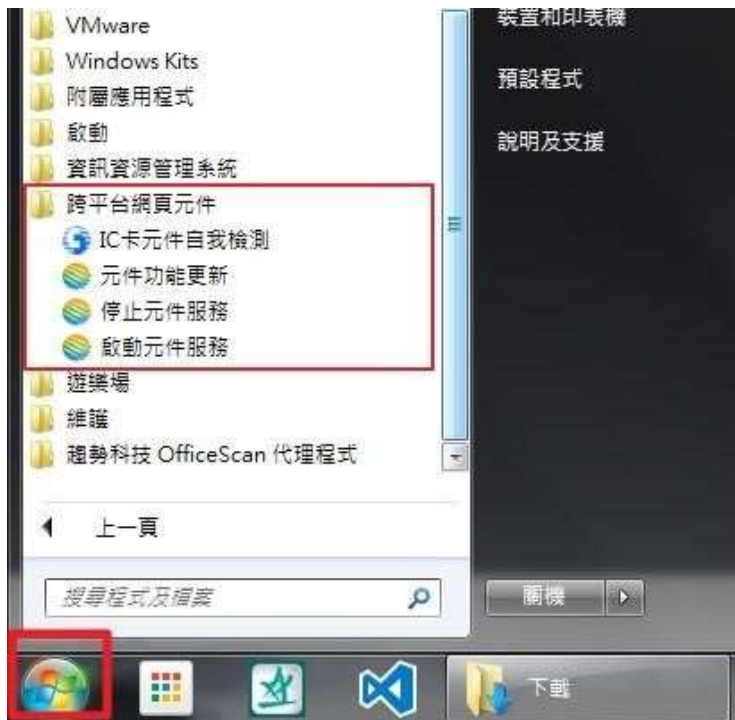 VMware
Windows Kits
附屬應用程式
啟動
資訊資源管理系統
跨平台網頁元件
IC卡元件自我檢測
元件功能更新
停止元件服務
啟動元件服務
遊樂場
維護
趨勢科技 OfficeScan 代理程式
上一頁
搜尋程式及檔案
裝置和印表機
預設程式
說明及支援
關機
下載